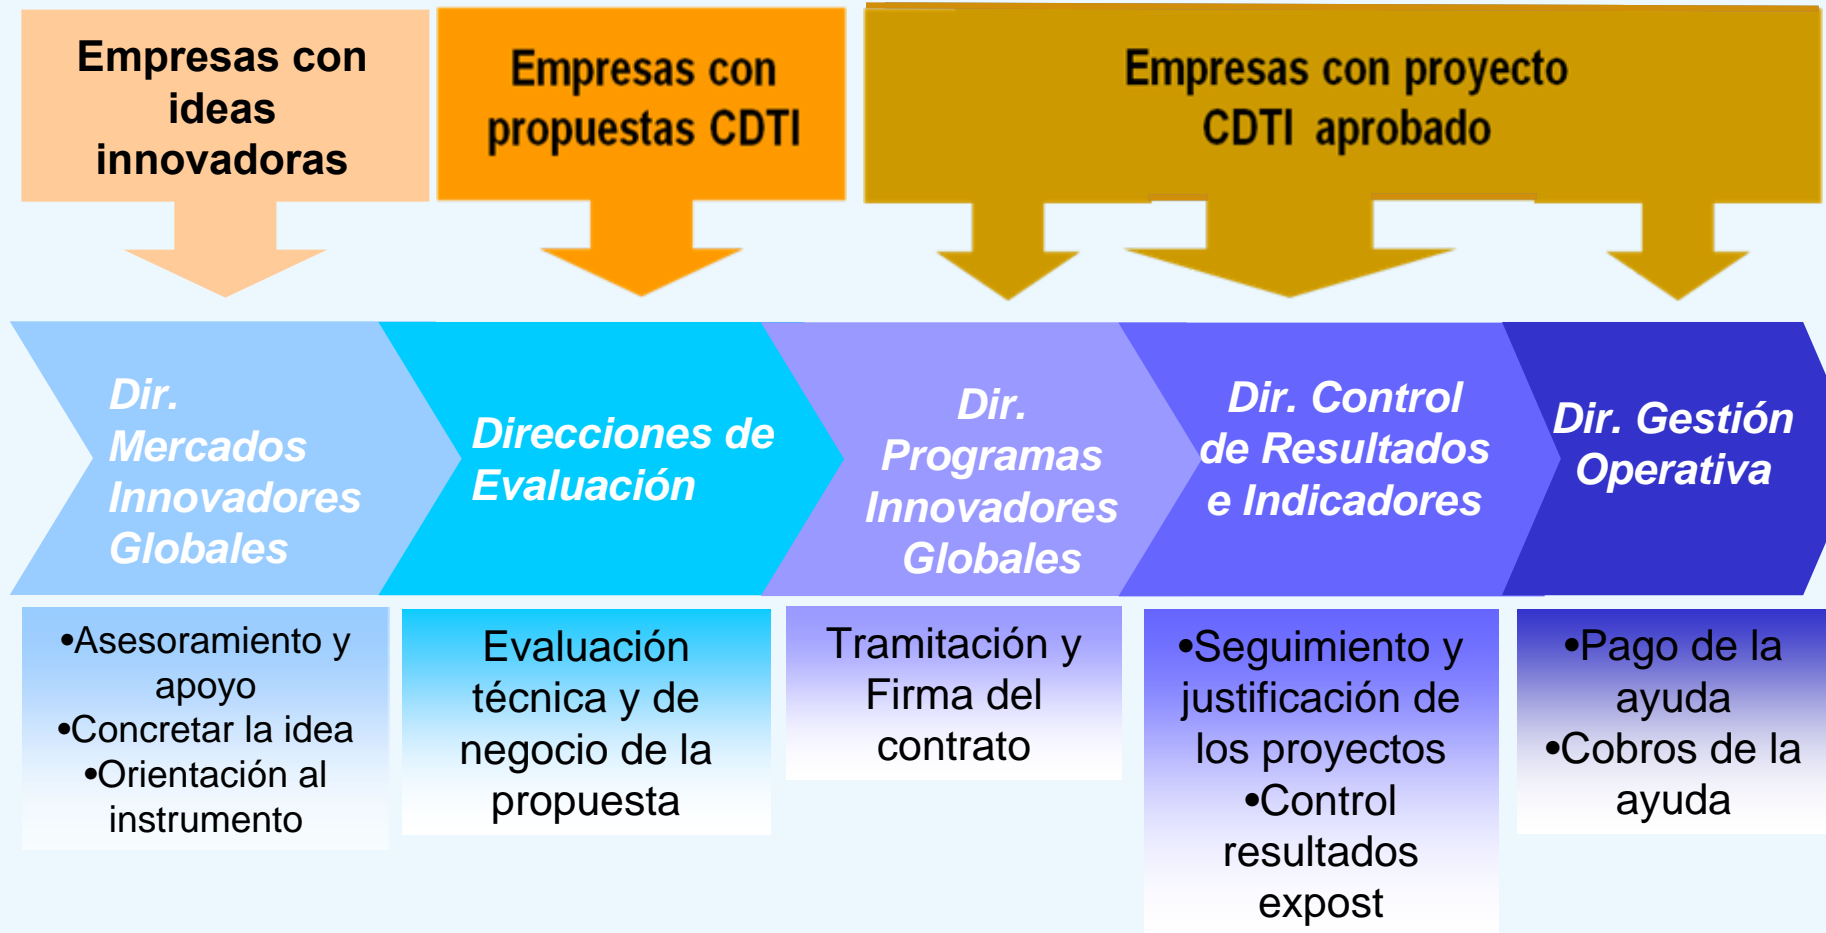 Empresas con
ideas
innovadoras
Empresas con
propuestas CDTI
Empresas con proyecto
CDTI aprobado
Dir.
Mercados
Innovadores
Globales
Direcciones de
Evaluación
Dir.
Programas
Innovadores
Globales
Dir. Control
de Resultados
e Indicadores
Dir. Gestión
Operativa
•Asesoramiento y
apoyo
•Concretar la idea
•Orientación al
instrumento
Evaluación
técnica y de
negocio de la
propuesta
Tramitación y
Firma del
contrato
•Seguimiento y
justificación de
los proyectos
•Control
resultados
expost
•Pago de la
ayuda
•Cobros de la
ayuda